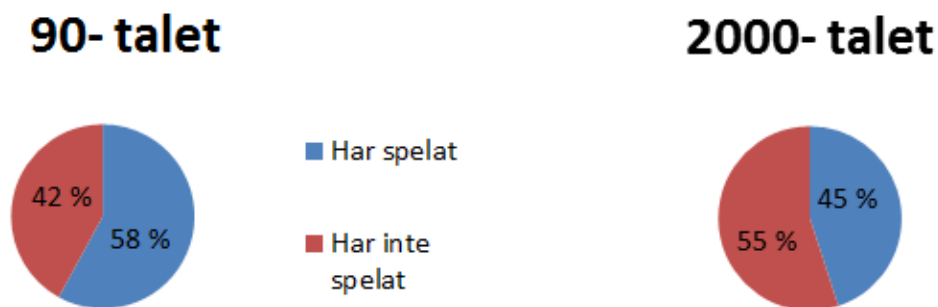 90- talet
2000- talet
42 %
58 %
Har spelat
Har inte
spelat
45 %
55 %